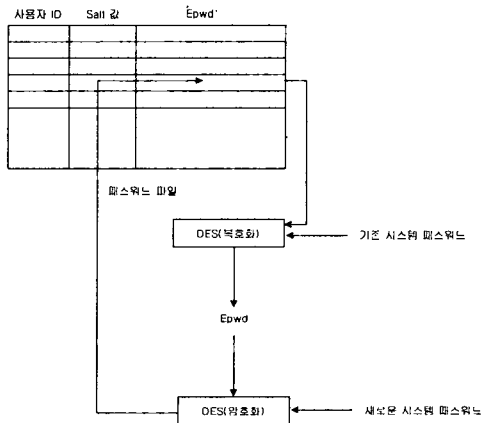 사용자 ID Salt 값 Epwd'
패스워드 파일
DES(복호화)
기존 시스템 패스워드
Epwd
DES(암호화)
새로운 시스템 패스워드